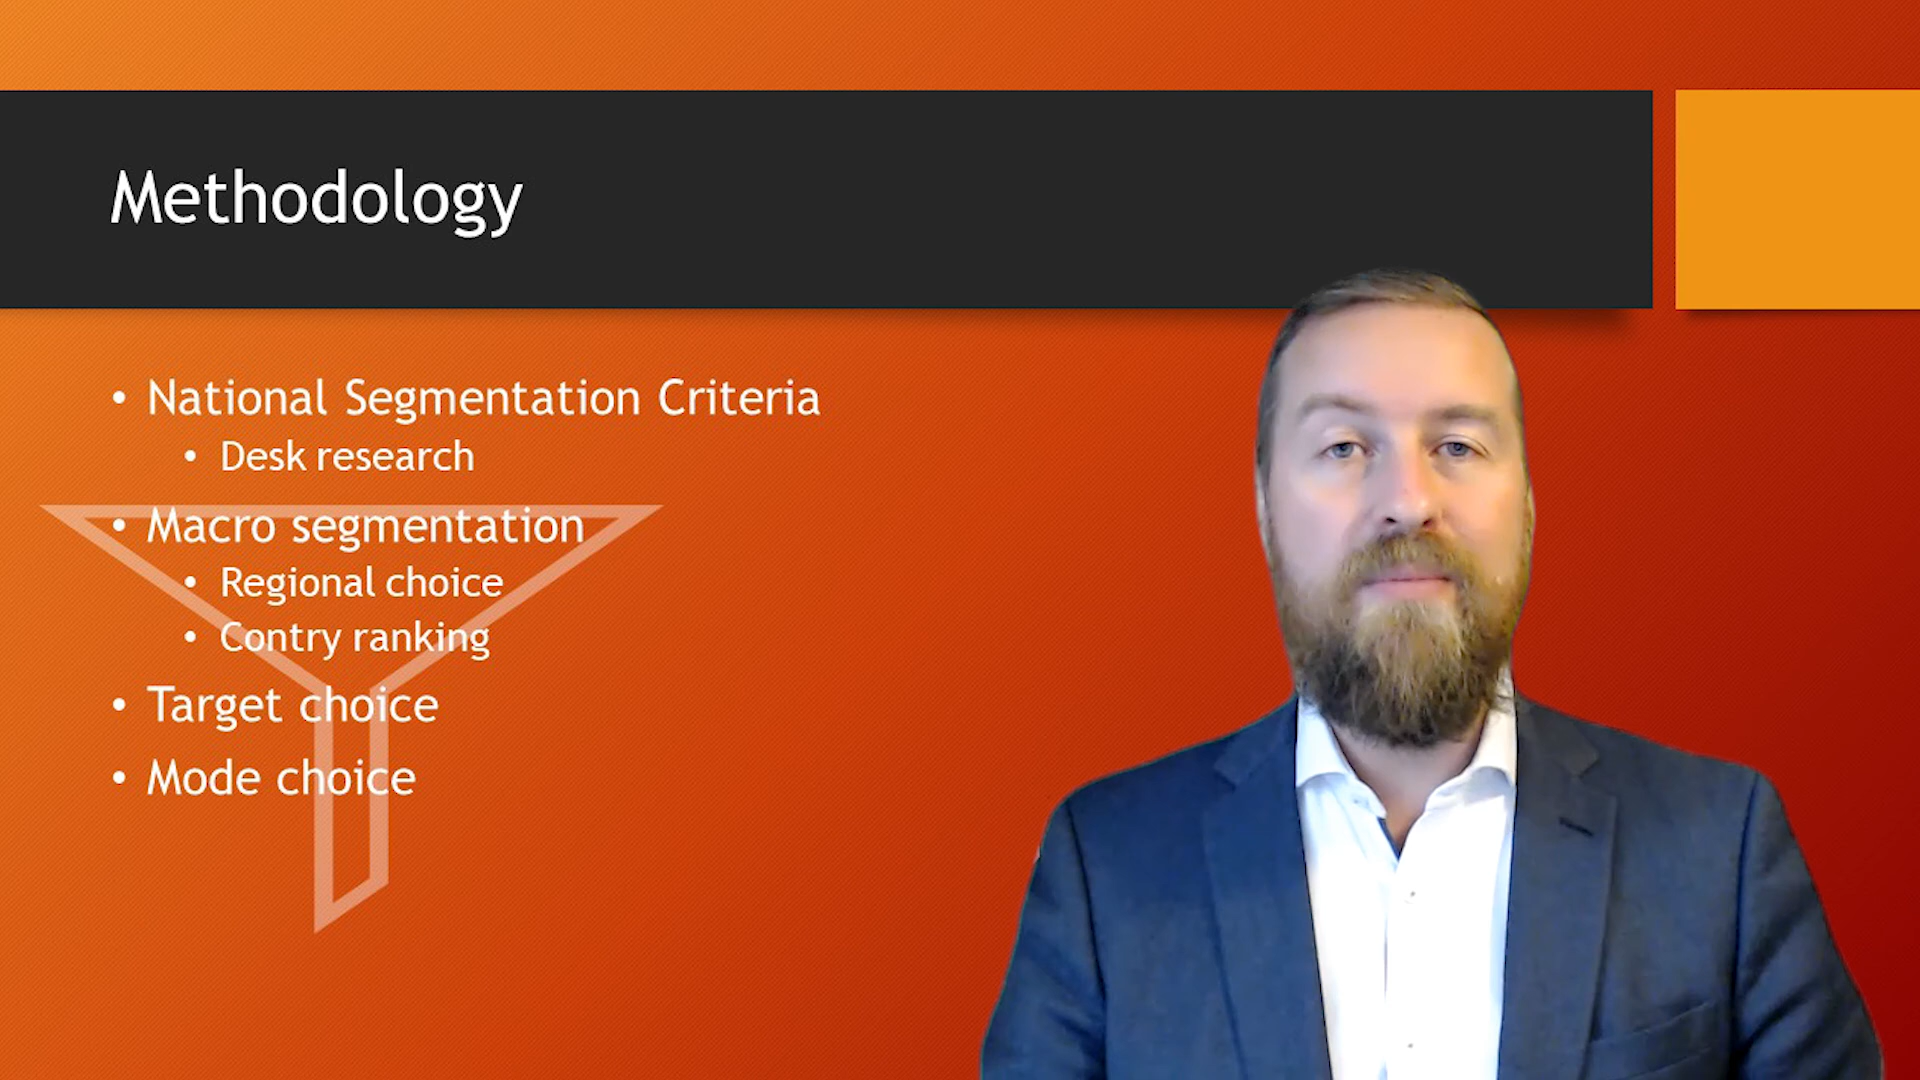 Methodology
• National Segmentation Criteria
• Desk research
• Macro segmentation
• Regional choice
• Contry ranking
• Target choice
• Mode choice